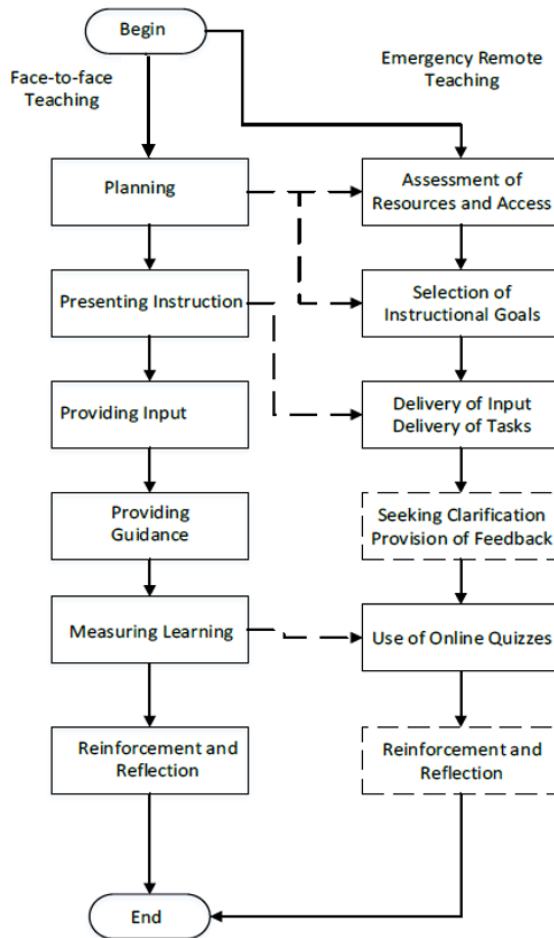 Begin
Face-to-face
Teaching
Emergency Remote
Teaching
Planning
Assessment of
Resources and Access
Presenting Instruction
Selection of
Instructional Goals
Providing Input
Delivery of Input
Delivery of Tasks
Providing
Guidance
Seeking Clarification
Provision of Feedback
Measuring Learning
Use of Online Quizzes
Reinforcement and
Reflection
Reinforcement and
Reflection
End